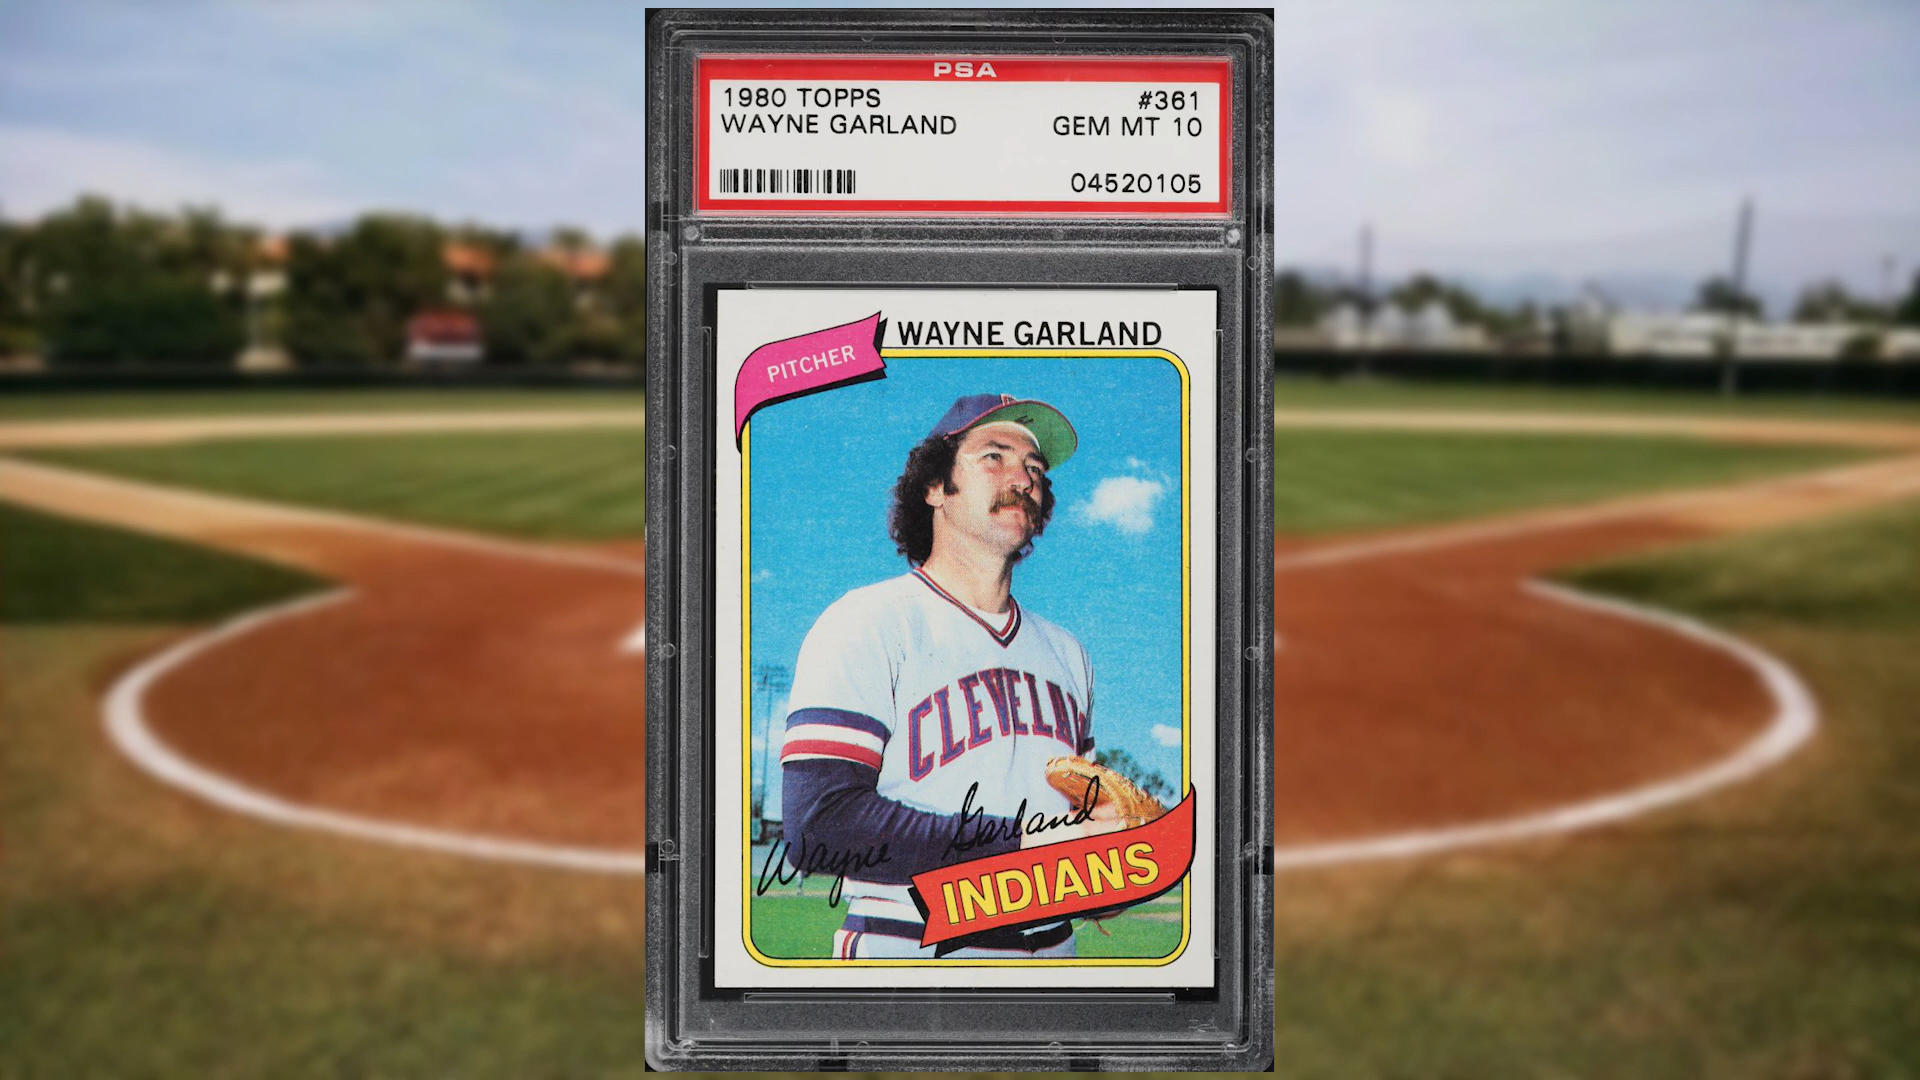 PSA
1980 TOPPS #361
WAYNE GARLAND GEM MT 10
04520105
WAYNE GARLAND
PITCHER
CLEVELAN
Wayne Garland
INDIANS